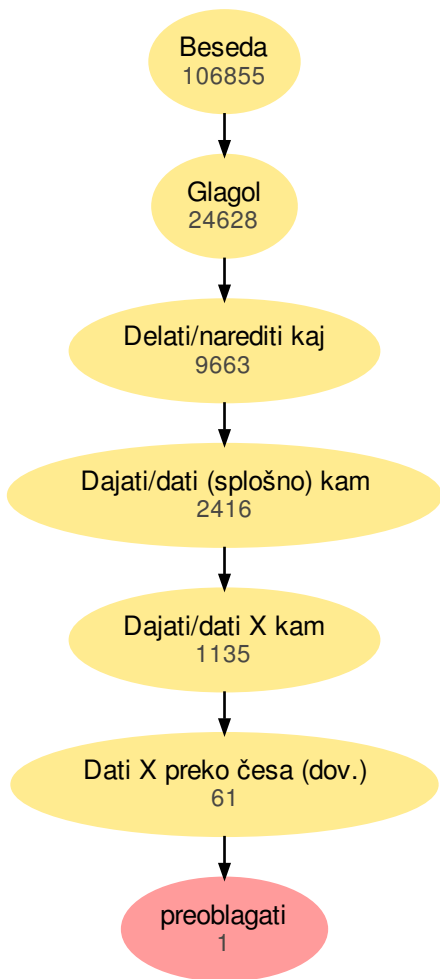 Beseda
106855
Glagol
24628
Delati/narediti kaj
9663
Dajati/dati (splošno) kam
2416
Dajati/dati X kam
1135
Dati X preko česa (dov.)
61
preoblagati
1